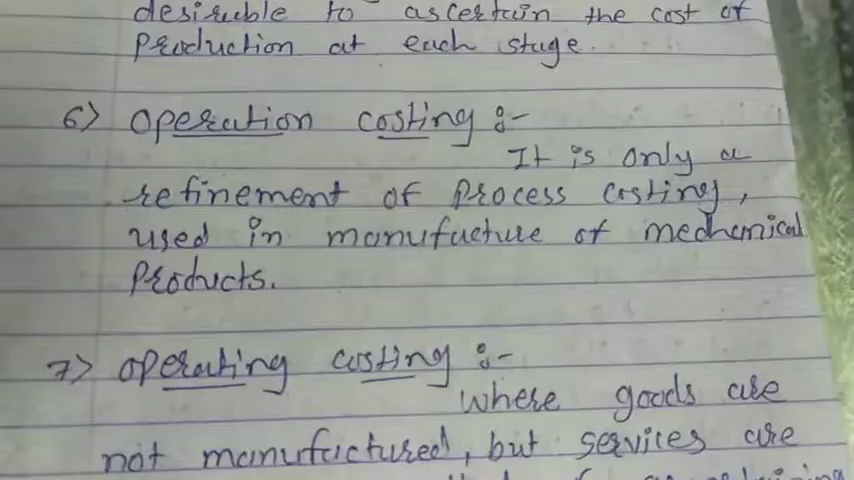 desirable to ascertain the cost of
production at each stage.
6) Operation costing :-
It is only a
refinement of process costing,
used in manufacture of mechanical
products.
7) Operating costing :-
Where goods are
not manufactured, but services are